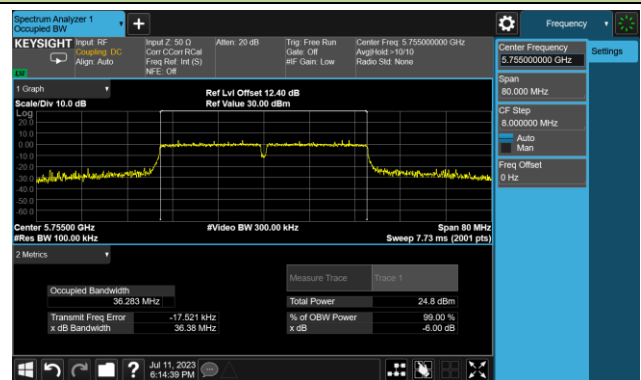 Spectrum Analyzer 1
Occupied BW
Frequency
KEYSIGHT
Input: RF
Coupling: DC
Align: Auto
Input Z: 50 Ω
Corr CCorr RCal
Freq Ref: Int (S)
NFE: Off
Atten: 20 dB
Trig: Free Run
Gate: Off
#IF Gain: Low
Center Freq: 5.755000000 GHz
Avg|Hold:>10/10
Radio Std: None
Center Frequency
5.755000000 GHz
Settings
Span
80.000 MHz
CF Step
8.000000 MHz
Auto
Man
Freq Offset
0 Hz
1 Graph
Scale/Div 10.0 dB
Ref Lvl Offset 12.40 dB
Ref Value 30.00 dBm
Log
20.0
10.0
0.00
-10.0
-20.0
-30.0
-40.0
-50.0
-60.0
Center 5.75500 GHz
#Res BW 100.00 kHz
#Video BW 300.00 kHz
Span 80 MHz
Sweep 7.73 ms (2001 pts)
2 Metrics
Measure Trace
Trace 1
Occupied Bandwidth
36.283 MHz
Total Power
24.8 dBm
Transmit Freq Error
-17.521 kHz
% of OBW Power
99.00 %
x dB Bandwidth
36.38 MHz
x dB
-6.00 dB
Jul 11, 2023
6:14:39 PM